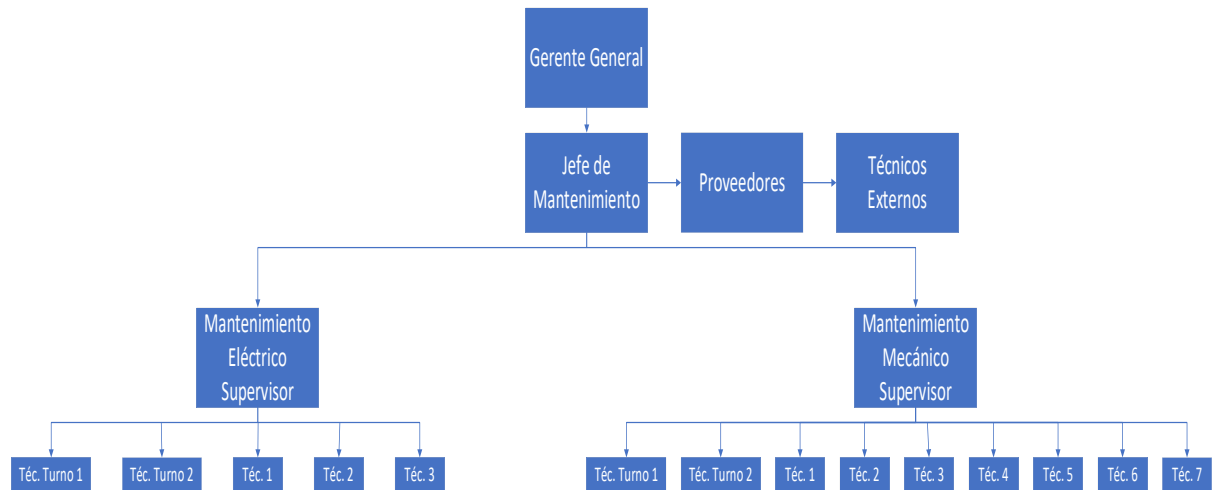 Gerente General
Jefe de
Mantenimiento
Proveedores
Técnicos
Externos
Mantenimiento
Eléctrico
Supervisor
Mantenimiento
Mecánico
Supervisor
Téc. Turno 1
Téc. Turno 2
Téc. 1
Téc. 2
Téc. 3
Téc. Turno 1
Téc. Turno 2
Téc. 1
Téc. 2
Téc. 3
Téc. 4
Téc. 5
Téc. 6
Téc. 7